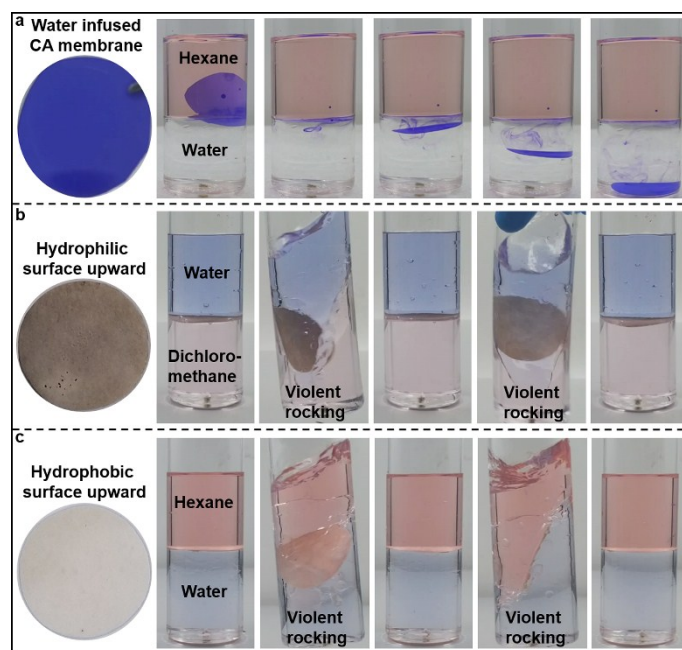 a
Water infused
CA membrane
Hexane
Water
b
Hydrophilic
surface upward
Water
Dichloro-
methane
Violent
rocking
Violent
rocking
c
Hydrophobic
surface upward
Hexane
Water
Violent
rocking
Violent
rocking